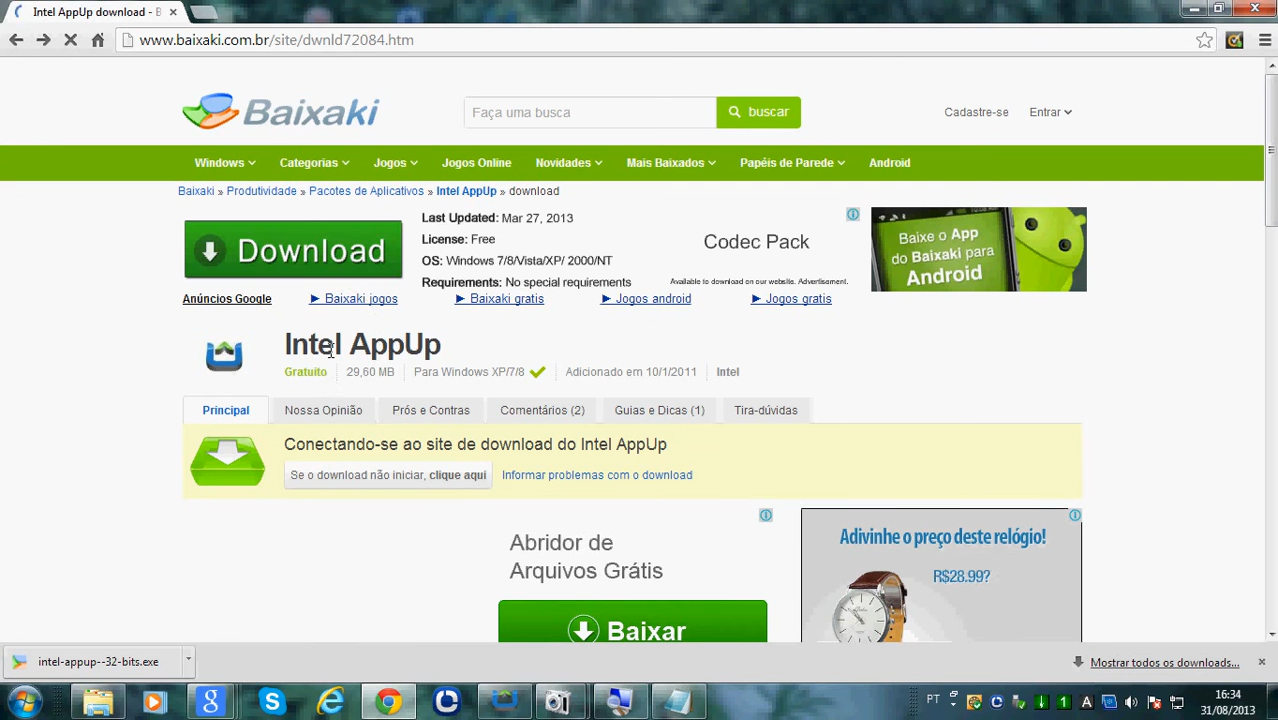 Intel AppUp download - B
www.baixaki.com.br/site/dwnld72084.htm
Baixaki
Faça uma busca
buscar
Cadastre-se
Entrar
Windows
Categorias
Jogos
Jogos Online
Novidades
Mais Baixados
Papéis de Parede
Android
Baixaki » Produtividade » Pacotes de Aplicativos » Intel AppUp » download
Download
Last Updated: Mar 27, 2013
License: Free
OS: Windows 7/8/Vista/XP/ 2000/NT
Requirements: No special requirements
Codec Pack
Available to download on our website. Advertisement.
Baixe o App
do Baixaki para
Android
Anúncios Google
► Baixaki jogos
► Baixaki gratis
► Jogos android
► Jogos gratis
Intel AppUp
Gratuito
29,60 MB
Para Windows XP/7/8
Adicionado em 10/1/2011
Intel
Principal
Nossa Opinião
Prós e Contras
Comentários (2)
Guias e Dicas (1)
Tira-dúvidas
Conectando-se ao site de download do Intel AppUp
Se o download não iniciar, clique aqui
Informar problemas com o download
Abridor de
Arquivos Grátis
Baixar
Adivinhe o preço deste relógio!
R$28.99?
intel-appup--32-bits.exe
Mostrar todos os downloads...
PT
16:34
31/08/2013